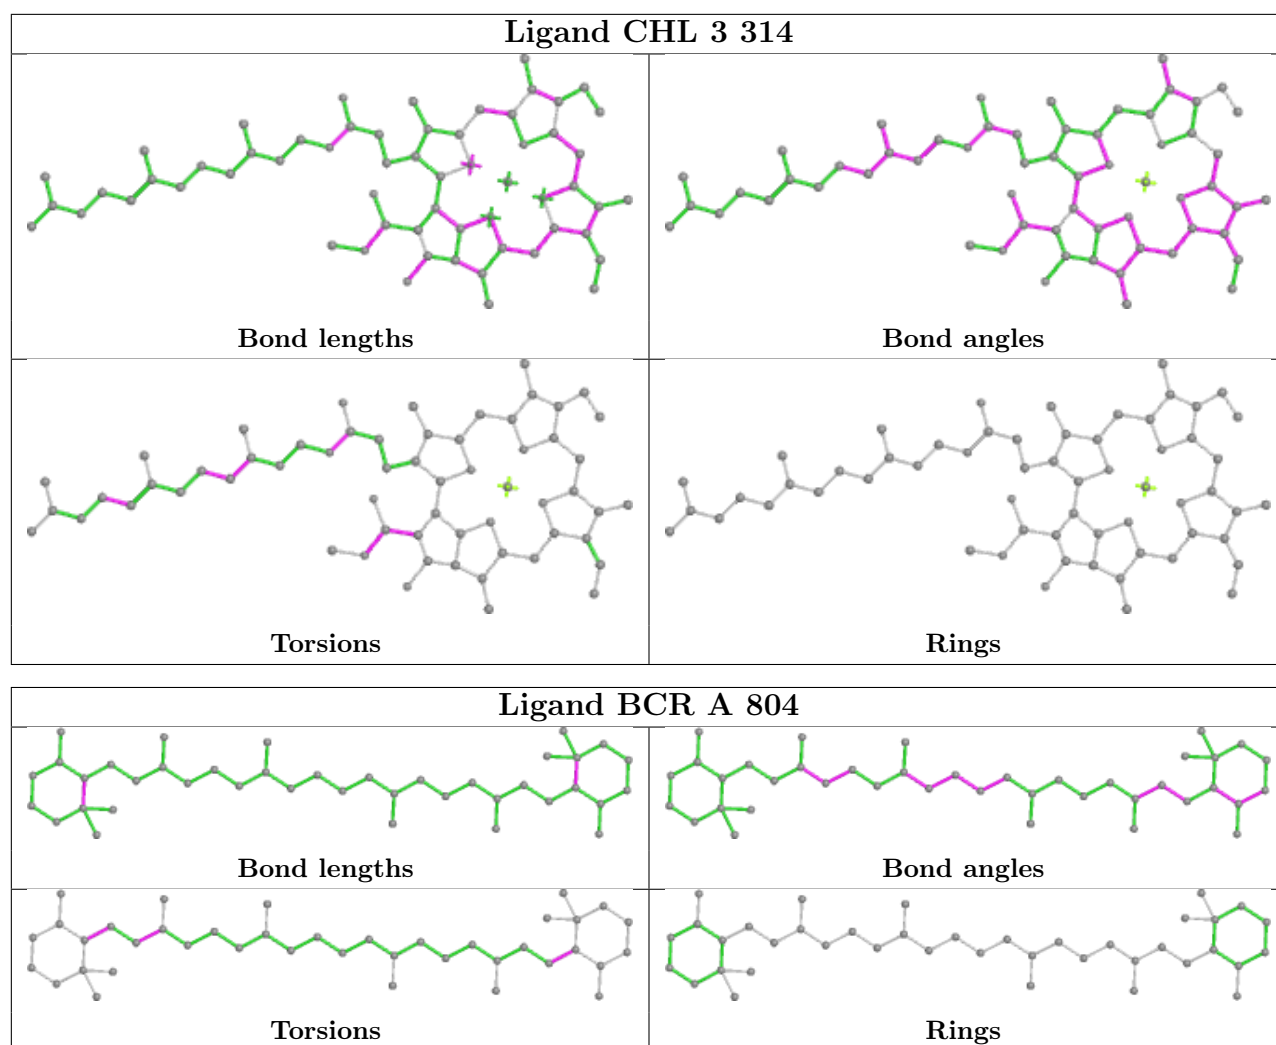 Ligand CHL 3 314
Bond lengths
Bond angles
Torsions
Rings
Ligand BCR A 804
Bond lengths
Bond angles
Torsions
Rings